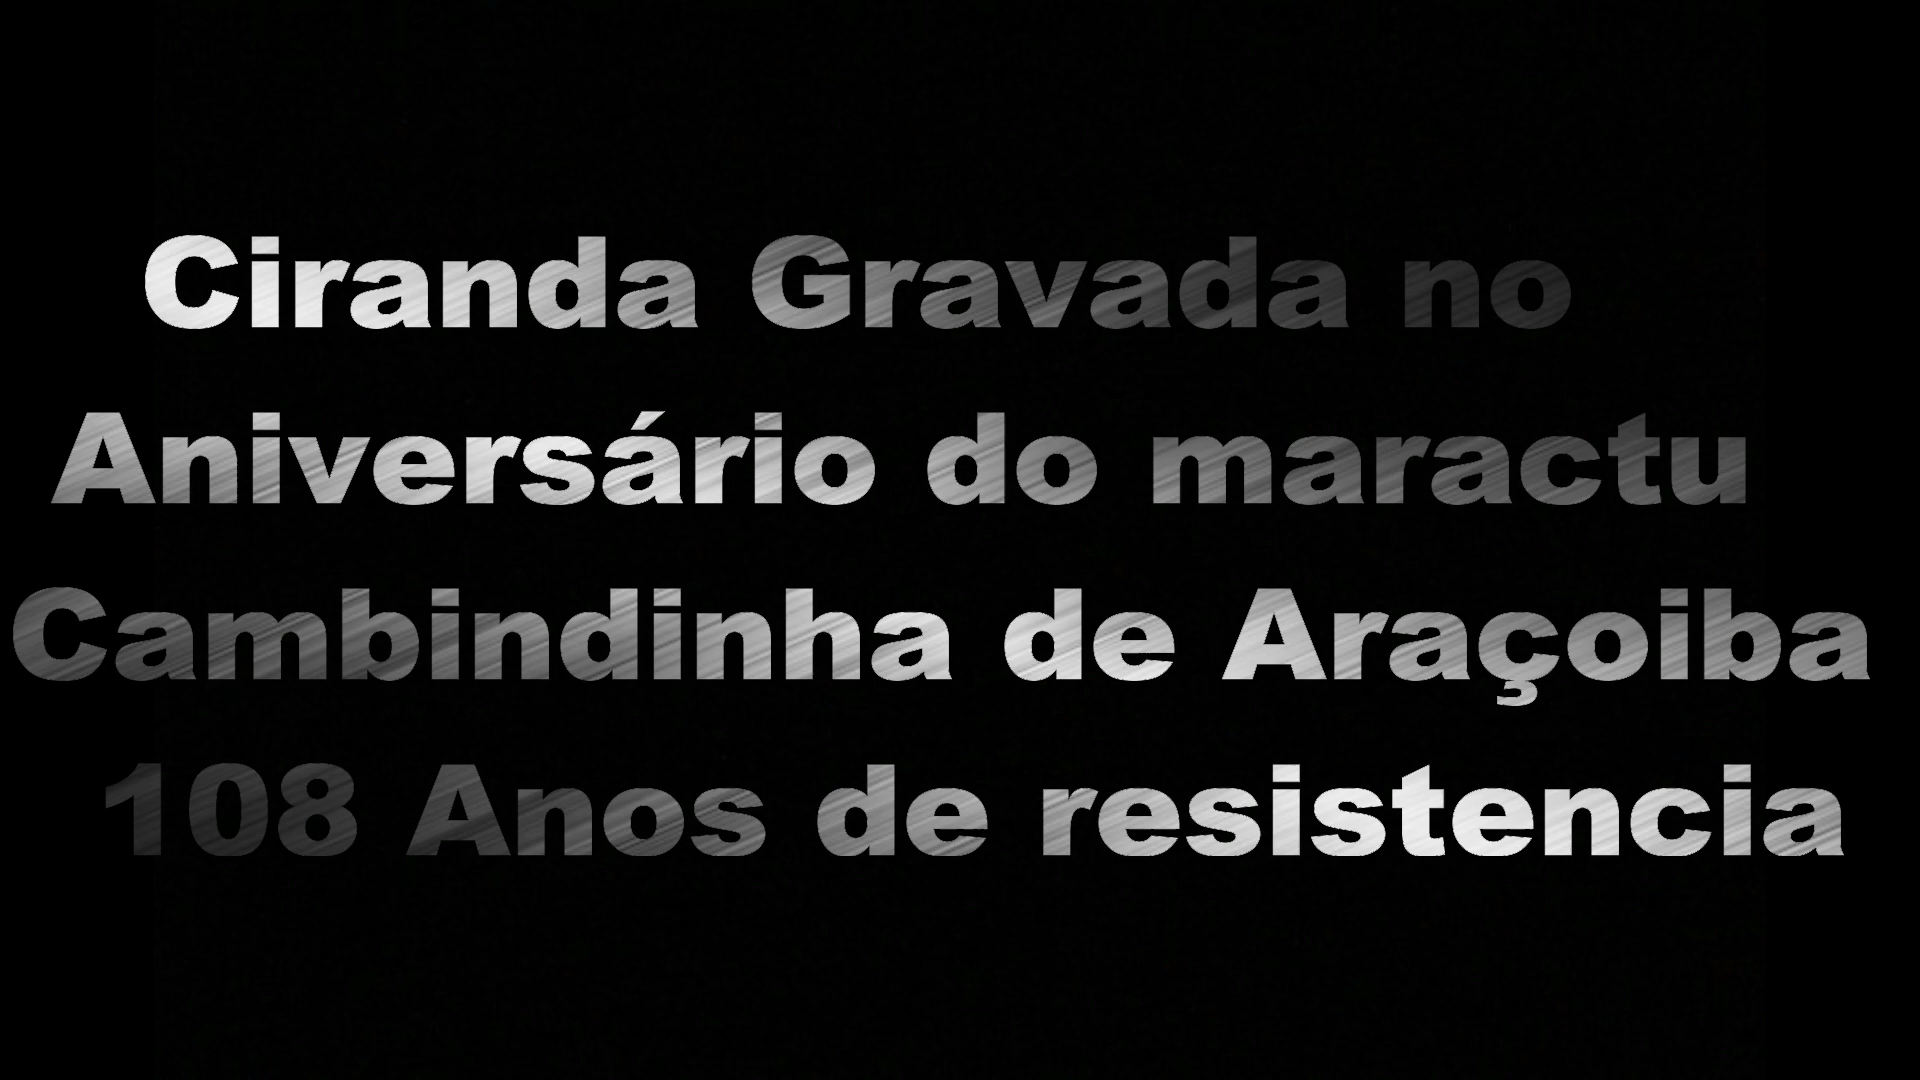 Ciranda Gravada no
Aniversário do maractu
Cambindinha de Araçoiba
108 Anos de resistencia